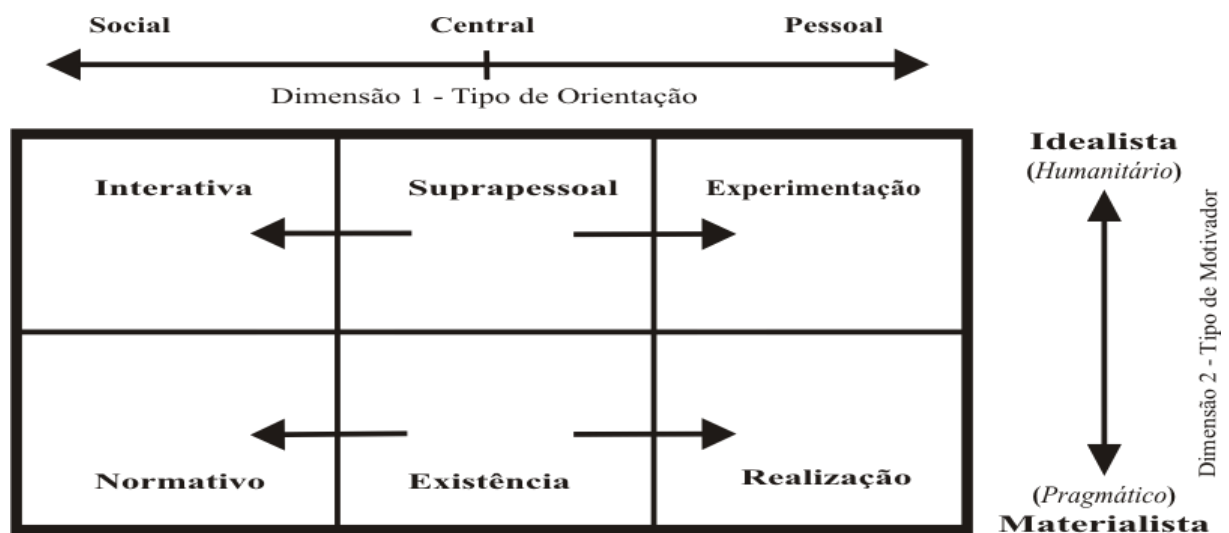 Social Central Pessoal
Dimensão 1 - Tipo de Orientação
Interativa Suprapessoal Experimentação
Normativo Existência Realização
Idealista
(Humanitário)
Dimensão 2 - Tipo de Motivador
(Pragmático)
Materialista